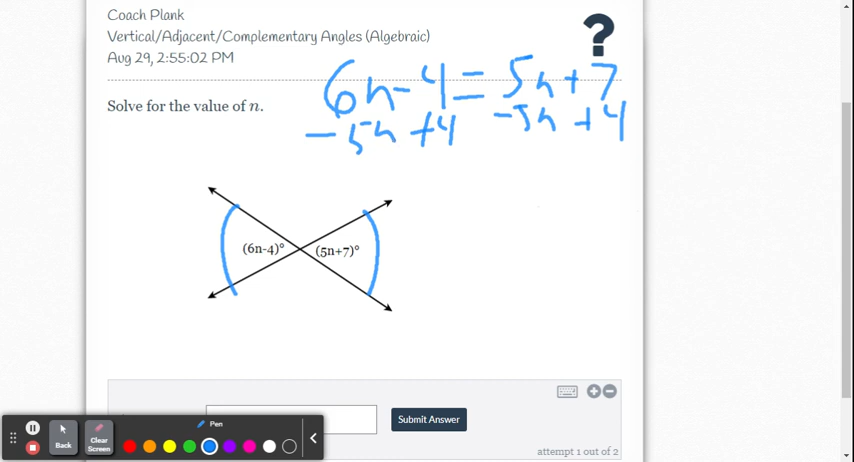 Coach Plank
Vertical/Adjacent/Complementary Angles (Algebraic)
Aug 29, 2:55:02 PM
?
6n-4=5n+7
-5n +4 -5n +4
Solve for the value of n.
(6n-4)° (5n+7)°
Submit Answer
attempt 1 out of 2
Pen
Back
Clear
Screen